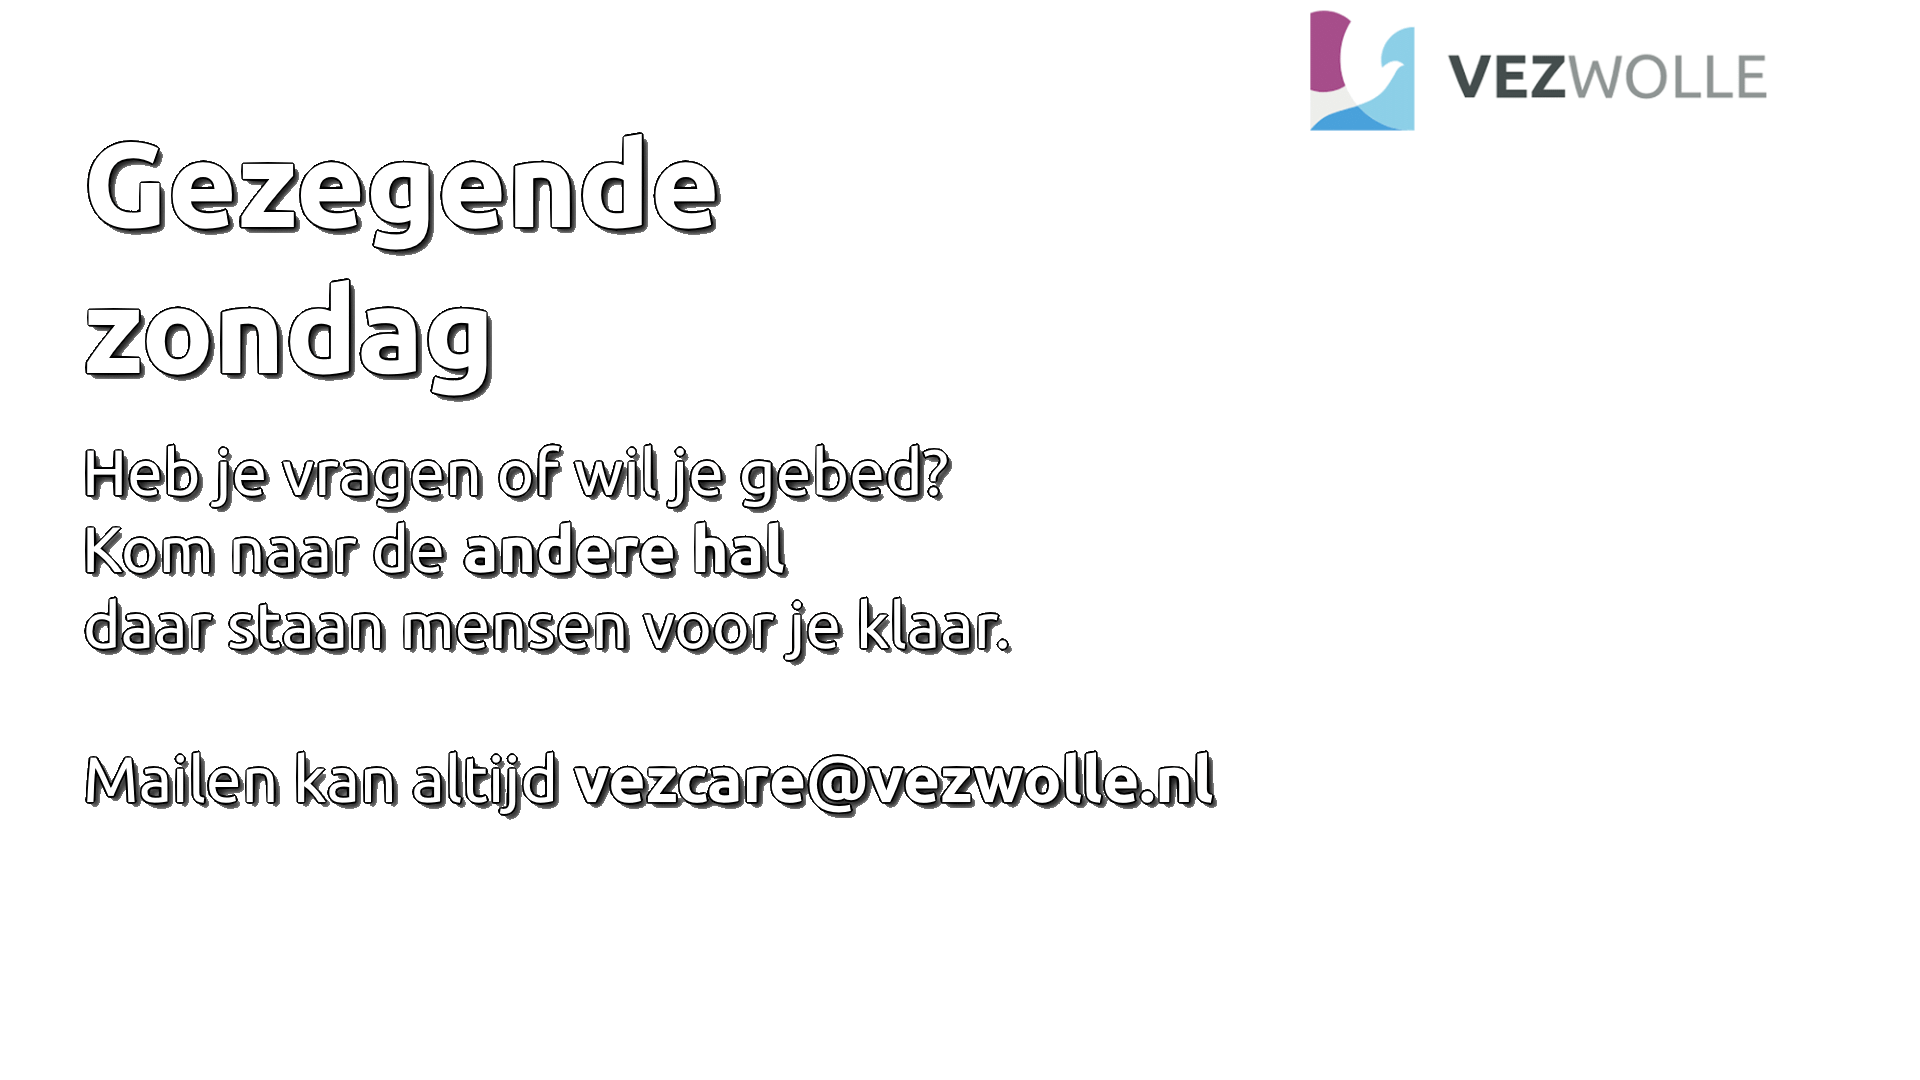 VEZWOLLE
Gezegende
zondag
Heb je vragen of wil je gebed?
Kom naar de andere hal
daar staan mensen voor je klaar.
Mailen kan altijd vezcare@vezwolle.nl